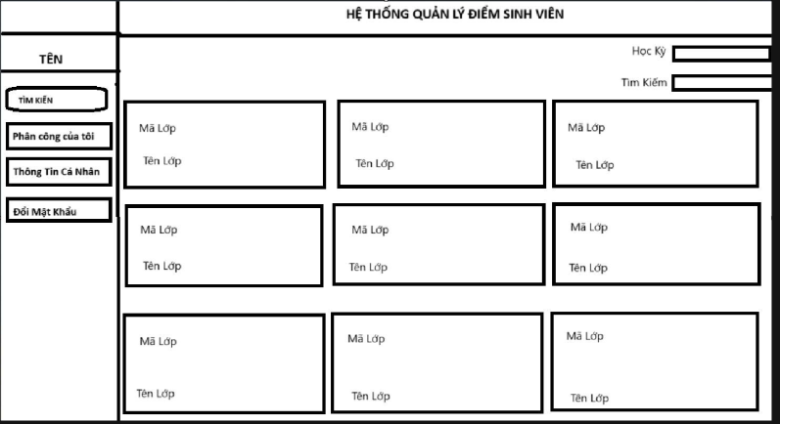 HỆ THỐNG QUẢN LÝ ĐIỂM SINH VIÊN
TÊN
TÌM KIẾN
Phân công của tôi
Thông Tin Cá Nhân
Đổi Mật Khẩu
Học Kỳ
Tìm Kiếm
Mã Lớp
Tên Lớp
Mã Lớp
Tên Lớp
Mã Lớp
Tên Lớp
Mã Lớp
Tên Lớp
Mã Lớp
Tên Lớp
Mã Lớp
Tên Lớp
Mã Lớp
Tên Lớp
Mã Lớp
Tên Lớp
Mã Lớp
Tên Lớp